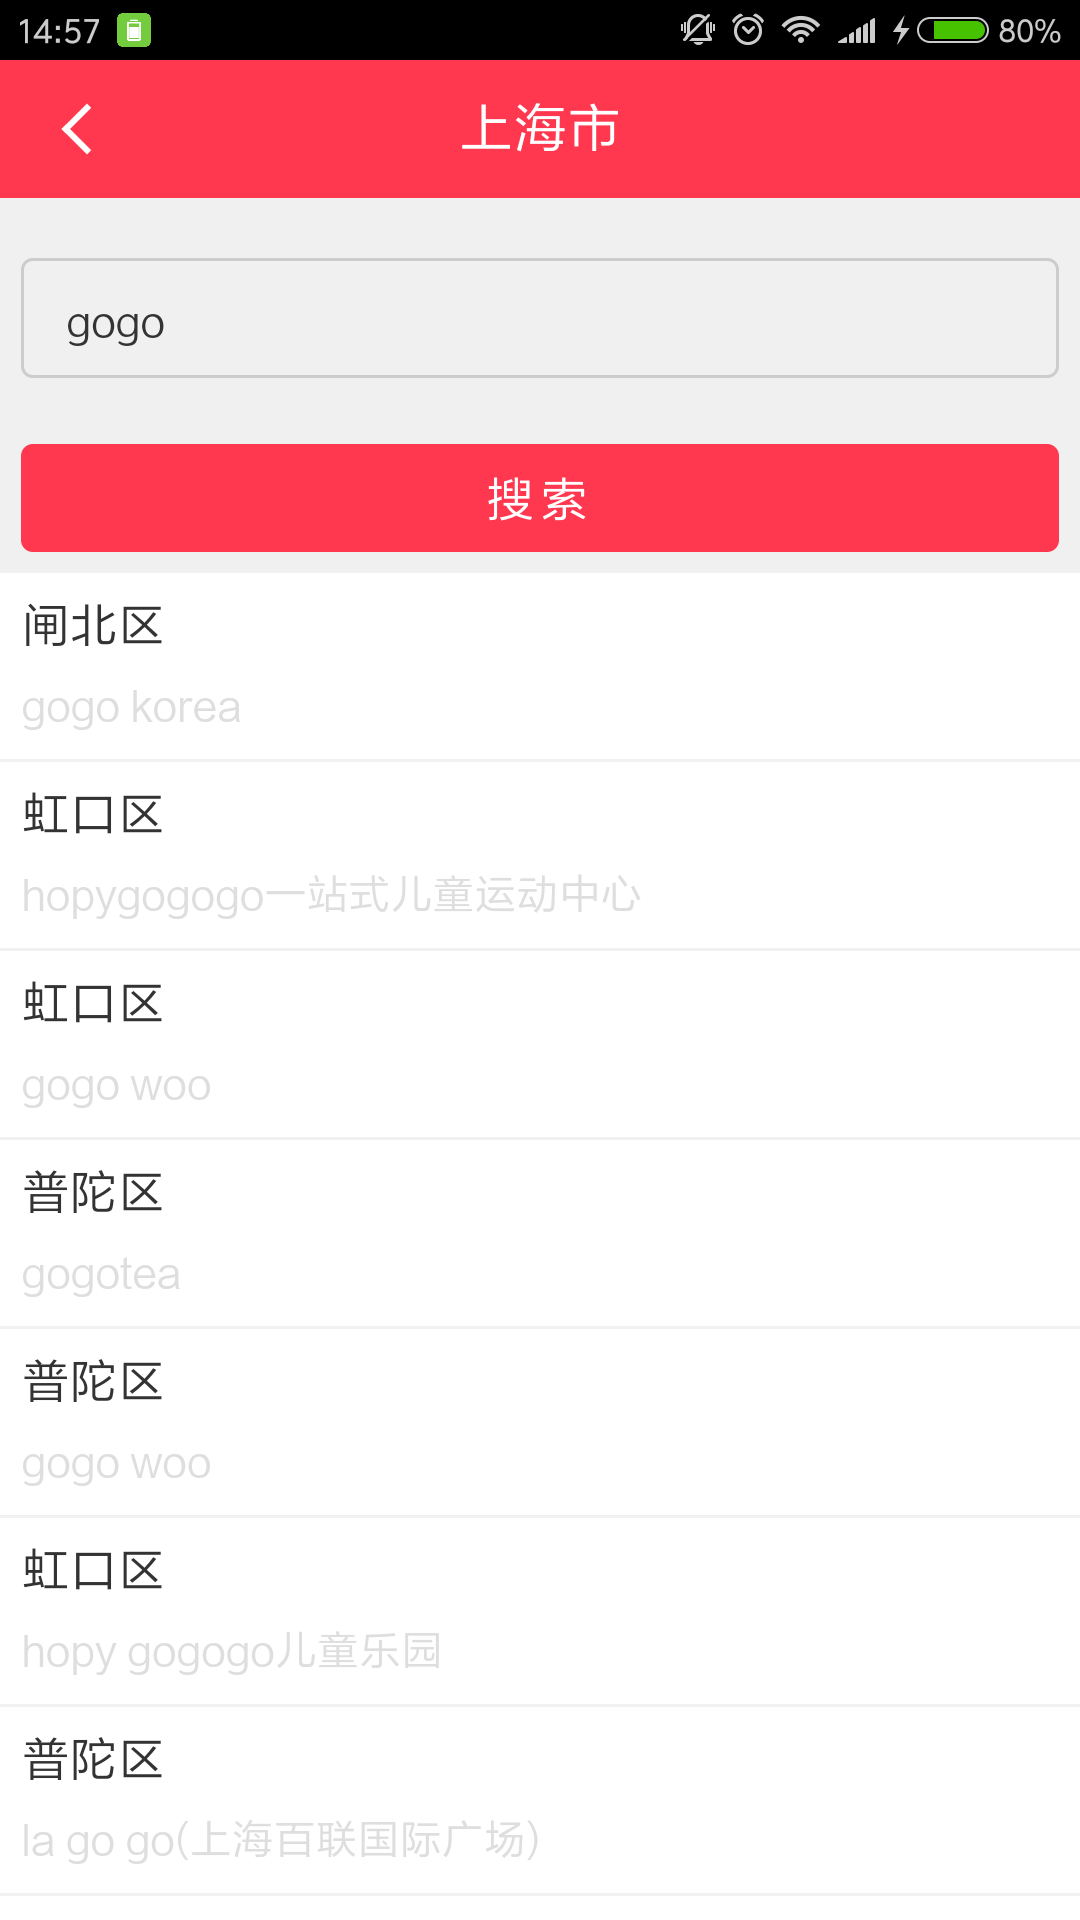 14:57
80%
上海市
gogo
搜索
闸北区
gogo korea
虹口区
hopygogogo一站式儿童运动中心
虹口区
gogo woo
普陀区
gogotea
普陀区
gogo woo
虹口区
hopy gogogo儿童乐园
普陀区
la go go(上海百联国际广场)